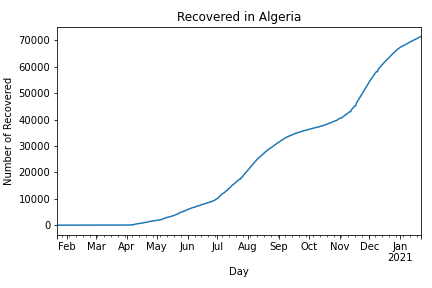 Recovered in Algeria
Number of Recovered
70000
60000
50000
40000
30000
20000
10000
0
Feb Mar Apr May Jun Jul Aug Sep Oct Nov Dec Jan
2021
Day